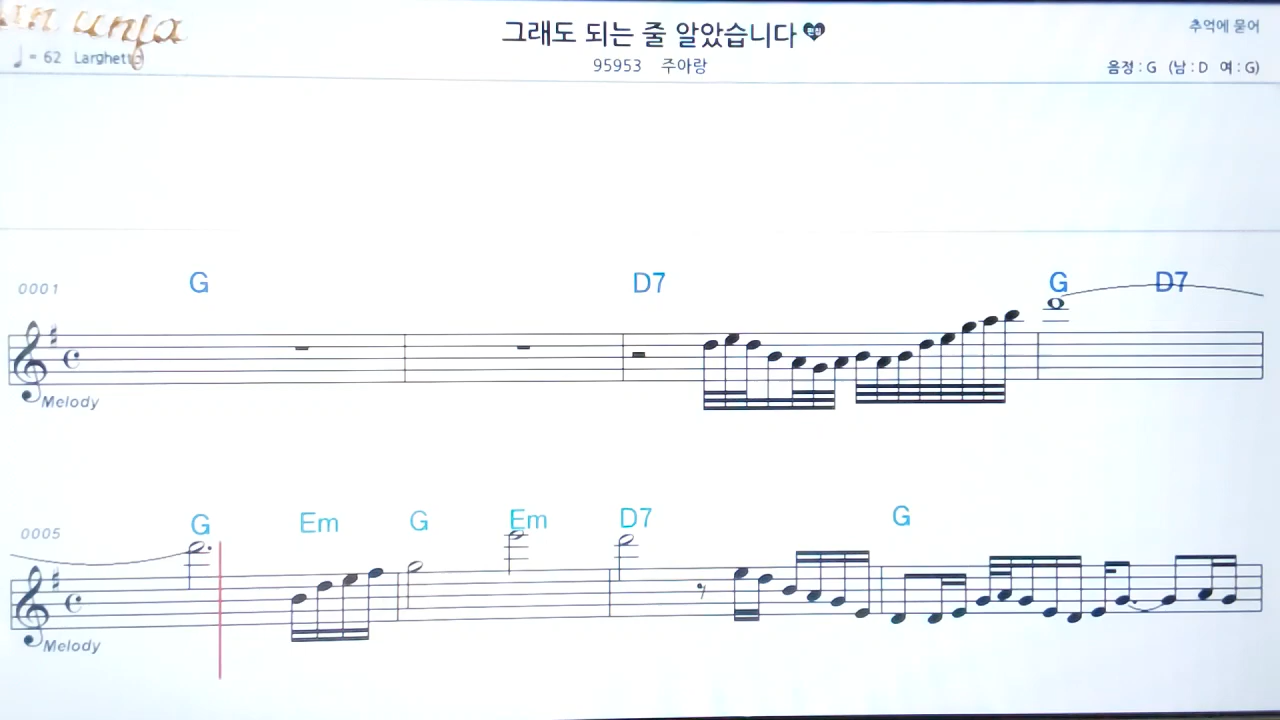 그래도 되는 줄 알았습니다
추억에 묻어
♩= 62 Larghetto
95953 주아랑
음정 : G (남 : D 여 : G)
G D7 G D7
0001
Melody
G Em G Em D7 G
0005
Melody